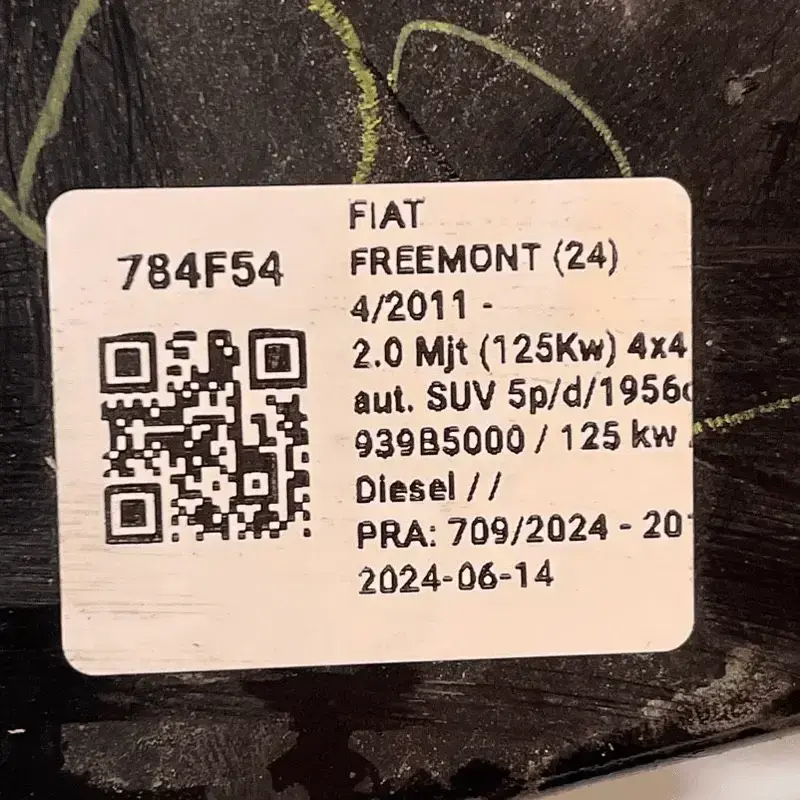 784F54
FIAT
FREEMONT (24)
4/2011 -
2.0 Mjt (125Kw) 4x4
aut. SUV 5p/d/1956c
939B5000 / 125 kw
Diesel / /
PRA: 709/2024 - 20
2024-06-14